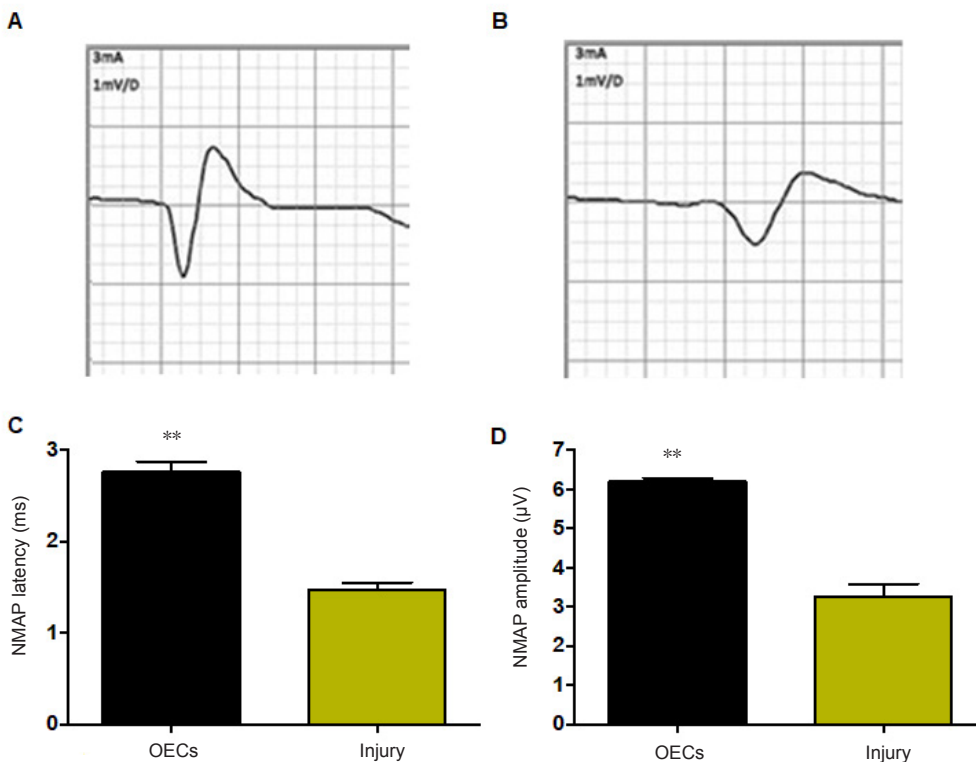 A
3mA
1mV/D
B
3mA
1mV/D
C
NMAP latency (ms)
3
2
1
0
**
OECs
Injury
D
NMAP amplitude (µV)
7
6
5
4
3
2
1
0
**
OECs
Injury